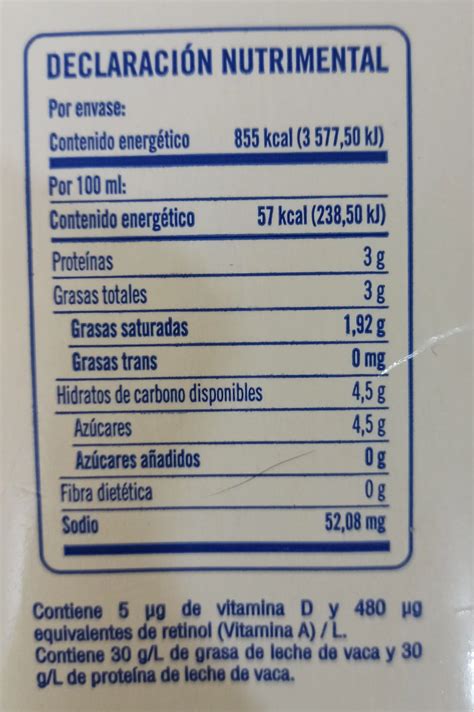 DECLARACIÓN NUTRIMENTAL
Por envase:
Contenido energético 855 kcal (3 577,50 kJ)
Por 100 ml:
Contenido energético 57 kcal (238,50 kJ)
Proteínas 3 g
Grasas totales 3 g
Grasas saturadas 1,92 g
Grasas trans 0 mg
Hidratos de carbono disponibles 4,5 g
Azúcares 4,5 g
Azúcares añadidos 0 g
Fibra dietética 0 g
Sodio 52,08 mg
Contiene 5 µg de vitamina D y 480 µg
equivalentes de retinol (Vitamina A) / L.
Contiene 30 g/L de grasa de leche de vaca y 30
g/L de proteína de leche de vaca.